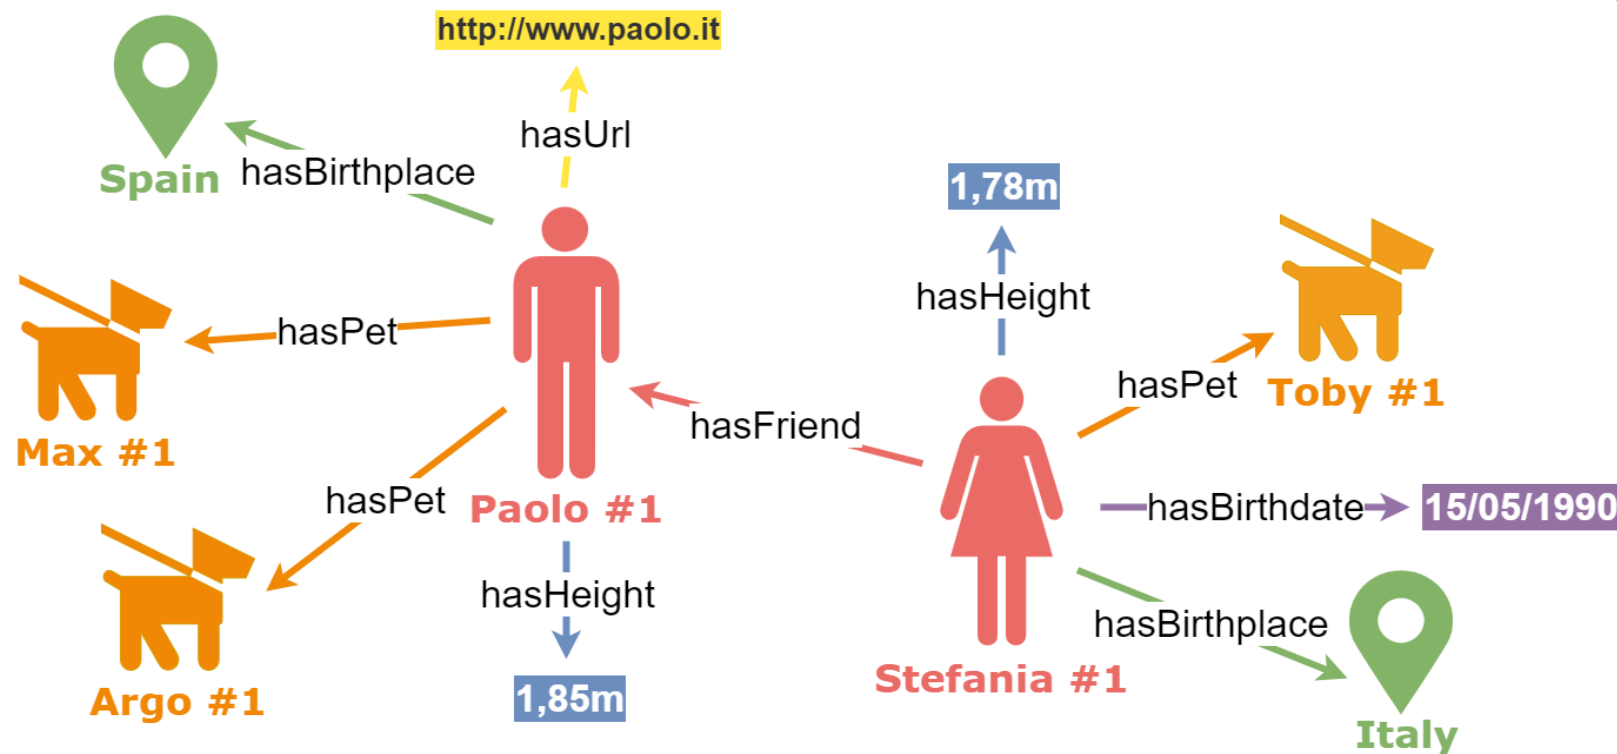 http://www.paolo.it
hasUrl
hasBirthplace
Spain
1,78m
hasHeight
hasPet
Max #1
hasPet
Toby #1
hasFriend
hasPet
Paolo #1
hasBirthdate
15/05/1990
hasHeight
hasBirthplace
Argo #1
1,85m
Stefania #1
Italy